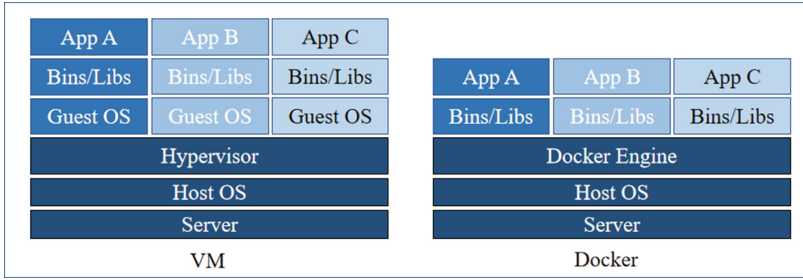 App A App B App C
Bins/Libs Bins/Libs Bins/Libs
Guest OS Guest OS Guest OS
Hypervisor
Host OS
Server
VM
App A App B App C
Bins/Libs Bins/Libs Bins/Libs
Docker Engine
Host OS
Server
Docker